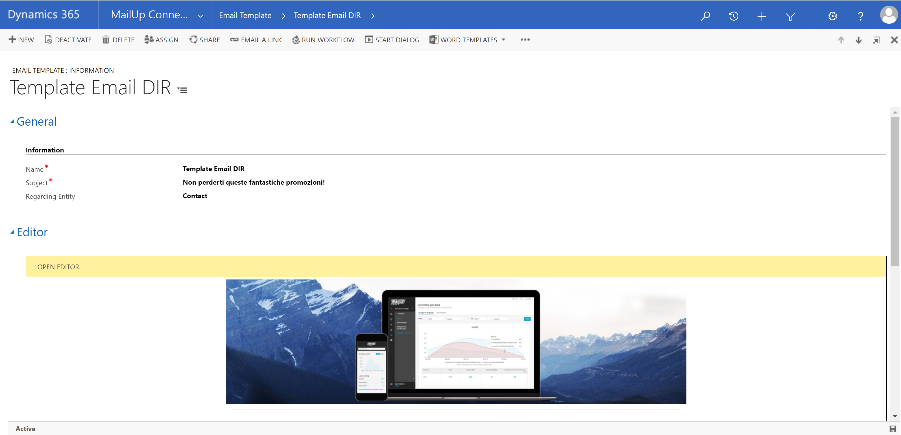 Dynamics 365 MailUp Conne... Email Template Template Email DIR
NEW DEACTIVATE DELETE ASSIGN SHARE EMAIL A LINK RUN WORKFLOW START DIALOG WORD TEMPLATES ...
EMAIL TEMPLATE : INFORMATION
Template Email DIR
General
Information
Name*
Template Email DIR
Subject*
Non perderti queste fantastiche promozioni!
Regarding Entity
Contact
Editor
OPEN EDITOR
Active